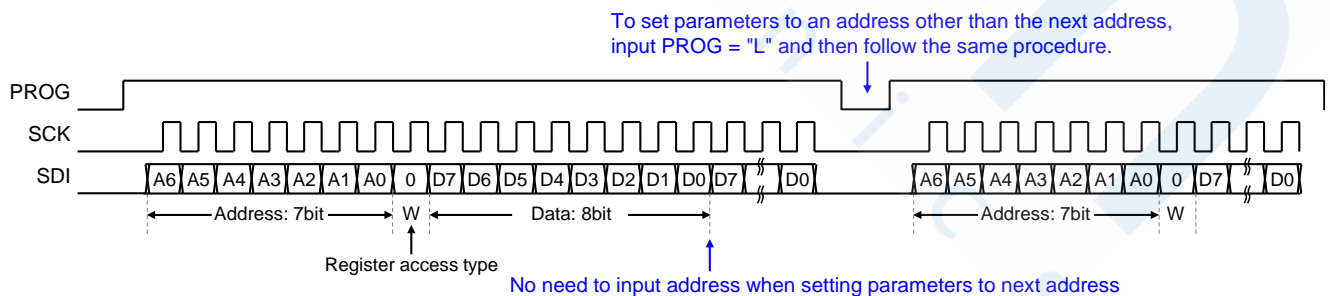 To set parameters to an address other than the next address,
input PROG = "L" and then follow the same procedure.
PROG
SCK
SDI
A6 A5 A4 A3 A2 A1 A0 0 D7 D6 D5 D4 D3 D2 D1 D0 D7 D0 A6 A5 A4 A3 A2 A1 A0 0 D7 D0
Address: 7bit W Data: 8bit Address: 7bit W
Register access type
No need to input address when setting parameters to next address